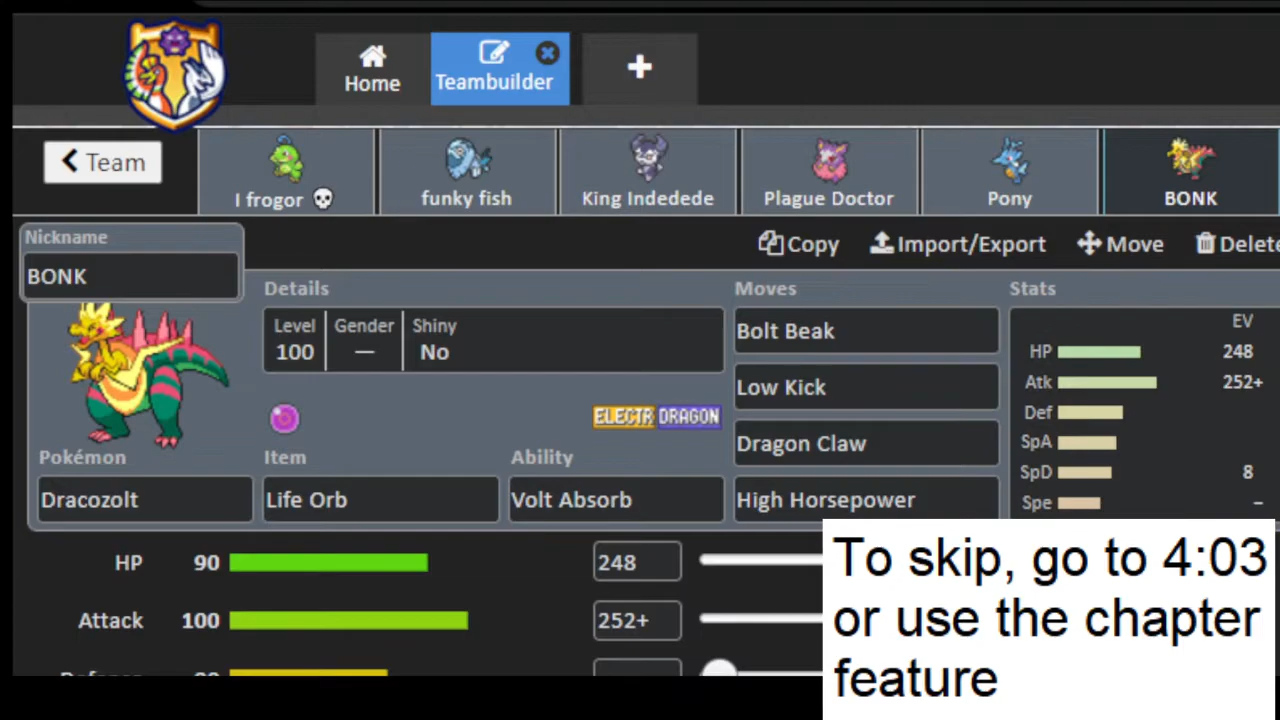 Home
Teambuilder
Team
I frogor
funky fish
King Indedede
Plague Doctor
Pony
BONK
Nickname
BONK
Copy
Import/Export
Move
Delete
Details
Moves
Stats
Level
Gender
Shiny
100
—
No
Bolt Beak
Low Kick
Dragon Claw
High Horsepower
EV
HP 248
Atk 252+
Def
SpA
SpD 8
Spe –
ELECTR DRAGON
Pokémon
Item
Ability
Dracozolt
Life Orb
Volt Absorb
HP 90 248
Attack 100 252+
To skip, go to 4:03
or use the chapter
feature